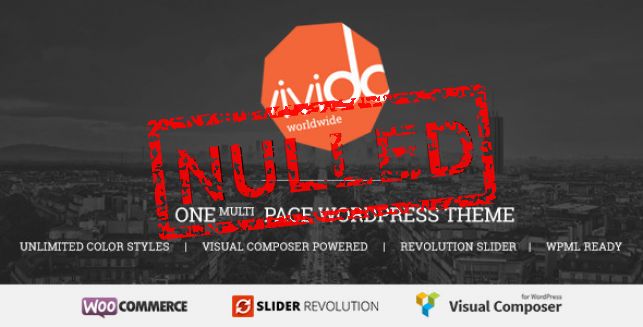 vivido
worldwide
NULLED
ONE MULTI PAGE WORDPRESS THEME
UNLIMITED COLOR STYLES | VISUAL COMPOSER POWERED | REVOLUTION SLIDER | WPML READY
WOOCOMMERCE
SLIDER REVOLUTION
for WordPress
Visual Composer